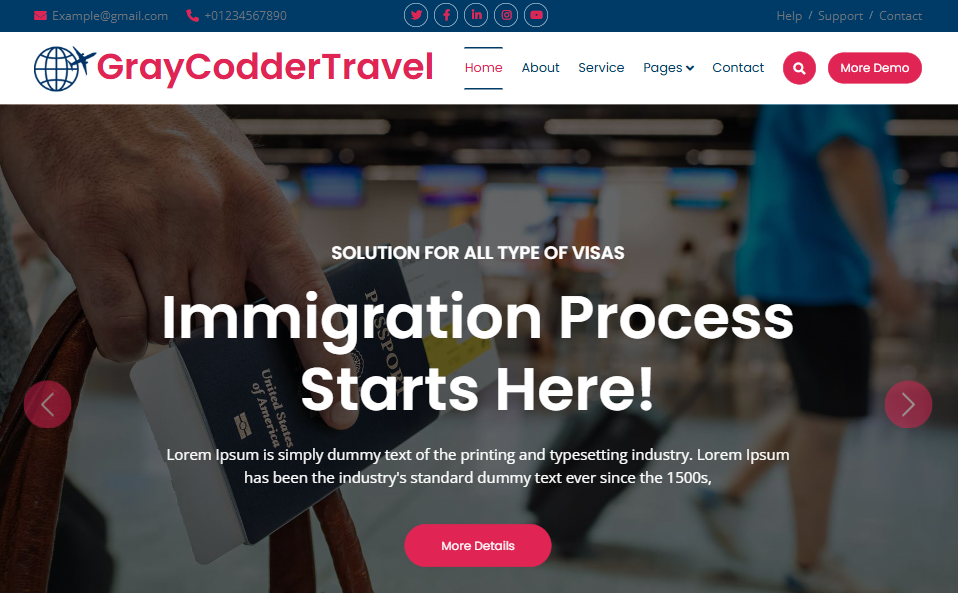 Example@gmail.com +01234567890 Help / Support / Contact
GrayCodderTravel Home About Service Pages Contact More Demo
SOLUTION FOR ALL TYPE OF VISAS
Immigration Process
Starts Here!
PASSPORT
United States
of America
Lorem Ipsum is simply dummy text of the printing and typesetting industry. Lorem Ipsum
has been the industry's standard dummy text ever since the 1500s,
More Details